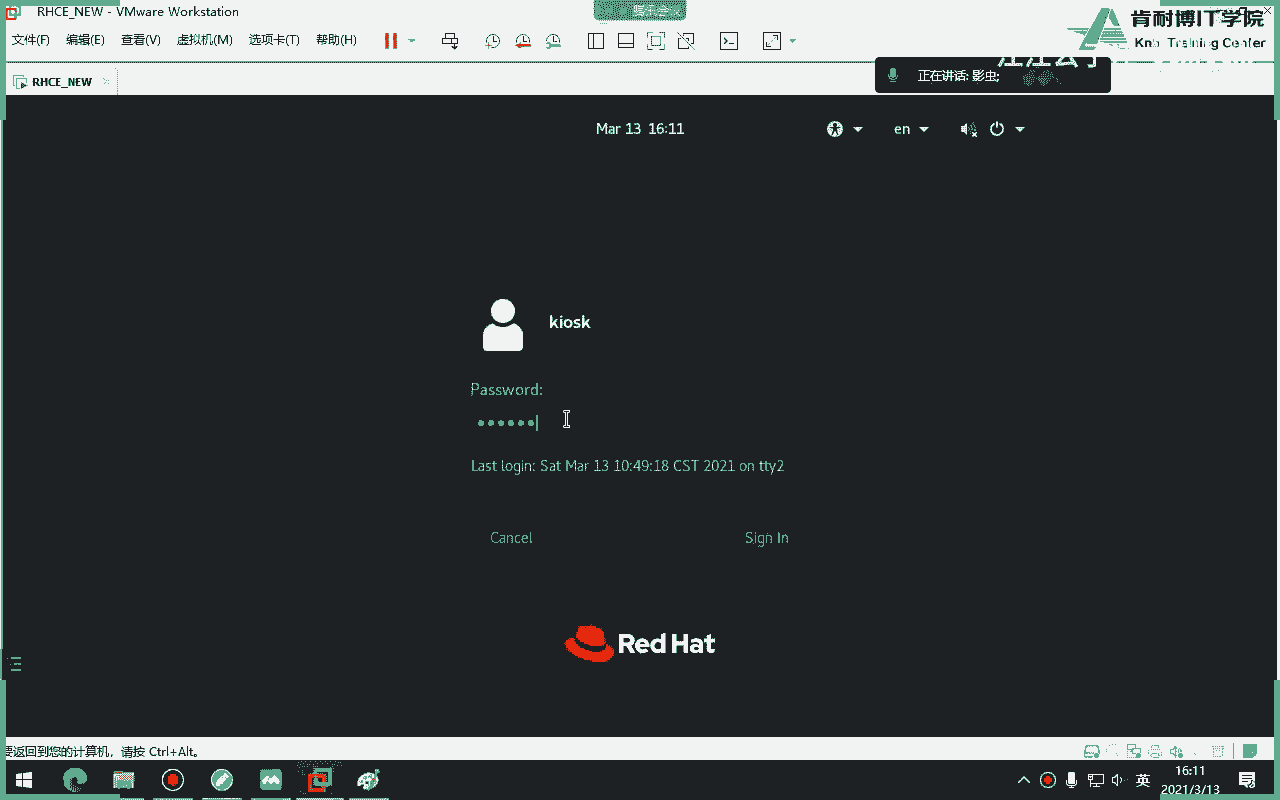 RHCE_NEW - VMware Workstation
肯耐博IT学院
文件(F) 编辑(E) 查看(V) 虚拟机(M) 选项卡(T) 帮助(H)
Training Center
RHCE_NEW
正在讲话: 影虫;
Mar 13 16:11
en
kiosk
Password:
Last login: Sat Mar 13 10:49:18 CST 2021 on tty2
Cancel
Sign In
Red Hat
要返回到您的计算机，请按 Ctrl+Alt。
英
16:11
2021/3/13